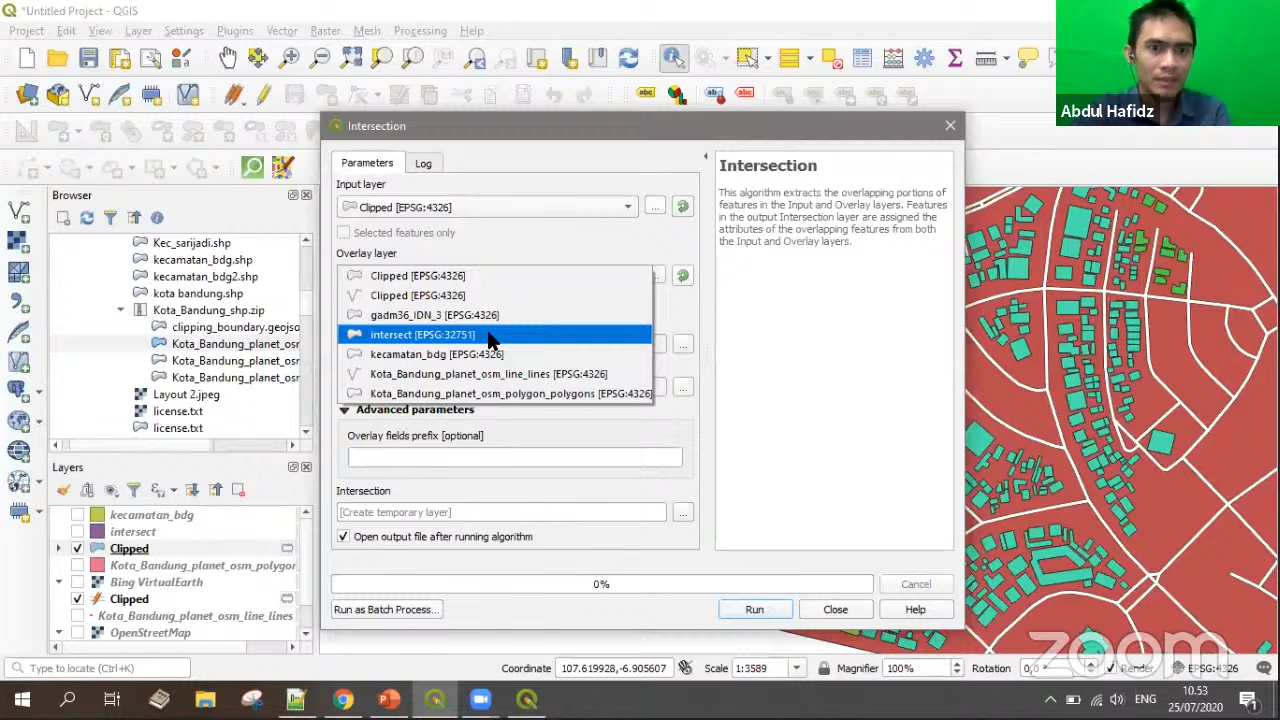 *Untitled Project - QGIS
Project Edit View Layer Settings Plugins Vector Raster Mesh Processing Help
abc abc abc
Abdul Hafidz
Intersection
Parameters Log
Input layer
Clipped [EPSG:4326]
...
Selected features only
Overlay layer
Clipped [EPSG:4326]
Clipped [EPSG:4326]
gadm36_IDN_3 [EPSG:4326]
intersect [EPSG:32751]
kecamatan_bdg [EPSG:4326]
Kota_Bandung_planet_osm_line_lines [EPSG:4326]
Kota_Bandung_planet_osm_polygon_polygons [EPSG:4326]
...
...
Advanced parameters
Overlay fields prefix [optional]
Intersection
[Create temporary layer]
...
Open output file after running algorithm
0%
Cancel
Run as Batch Process...
Run
Close
Help
Intersection
This algorithm extracts the overlapping portions of
features in the Input and Overlay layers. Features
in the output Intersection layer are assigned the
attributes of the overlapping features from both
the Input and Overlay layers.
Browser
Kec_sarijadi.shp
kecamatan_bdg.shp
kecamatan_bdg2.shp
kota bandung.shp
Kota_Bandung_shp.zip
clipping_boundary.geojso
Kota_Bandung_planet_osr
Kota_Bandung_planet_osr
Kota_Bandung_planet_osr
Layout 2.jpeg
license.txt
license.txt
Layers
kecamatan_bdg
intersect
Clipped
Kota_Bandung_planet_osm_polygor
Bing VirtualEarth
Clipped
Kota_Bandung_planet_osm_line_lines
OpenStreetMap
Type to locate (Ctrl+K)
Coordinate 107.619928,-6.905607
Scale 1:3589
Magnifier 100%
Rotation 0,0 °
Render
EPSG:4326
zoom
ENG
10.53
25/07/2020
1